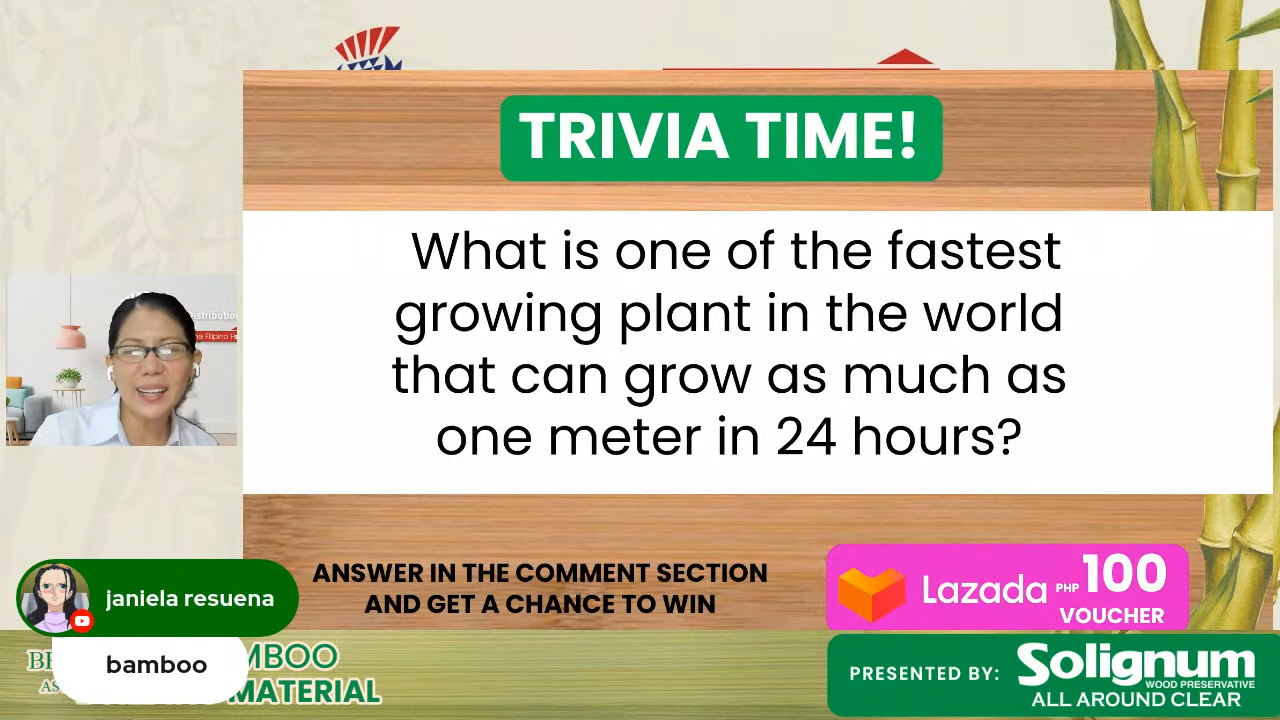 TRIVIA TIME!
What is one of the fastest
growing plant in the world
that can grow as much as
one meter in 24 hours?
janiela resuena
bamboo
ANSWER IN THE COMMENT SECTION
AND GET A CHANCE TO WIN
Lazada PHP 100
VOUCHER
MBOO
MATERIAL
PRESENTED BY:
Solignum
WOOD PRESERVATIVE
ALL AROUND CLEAR